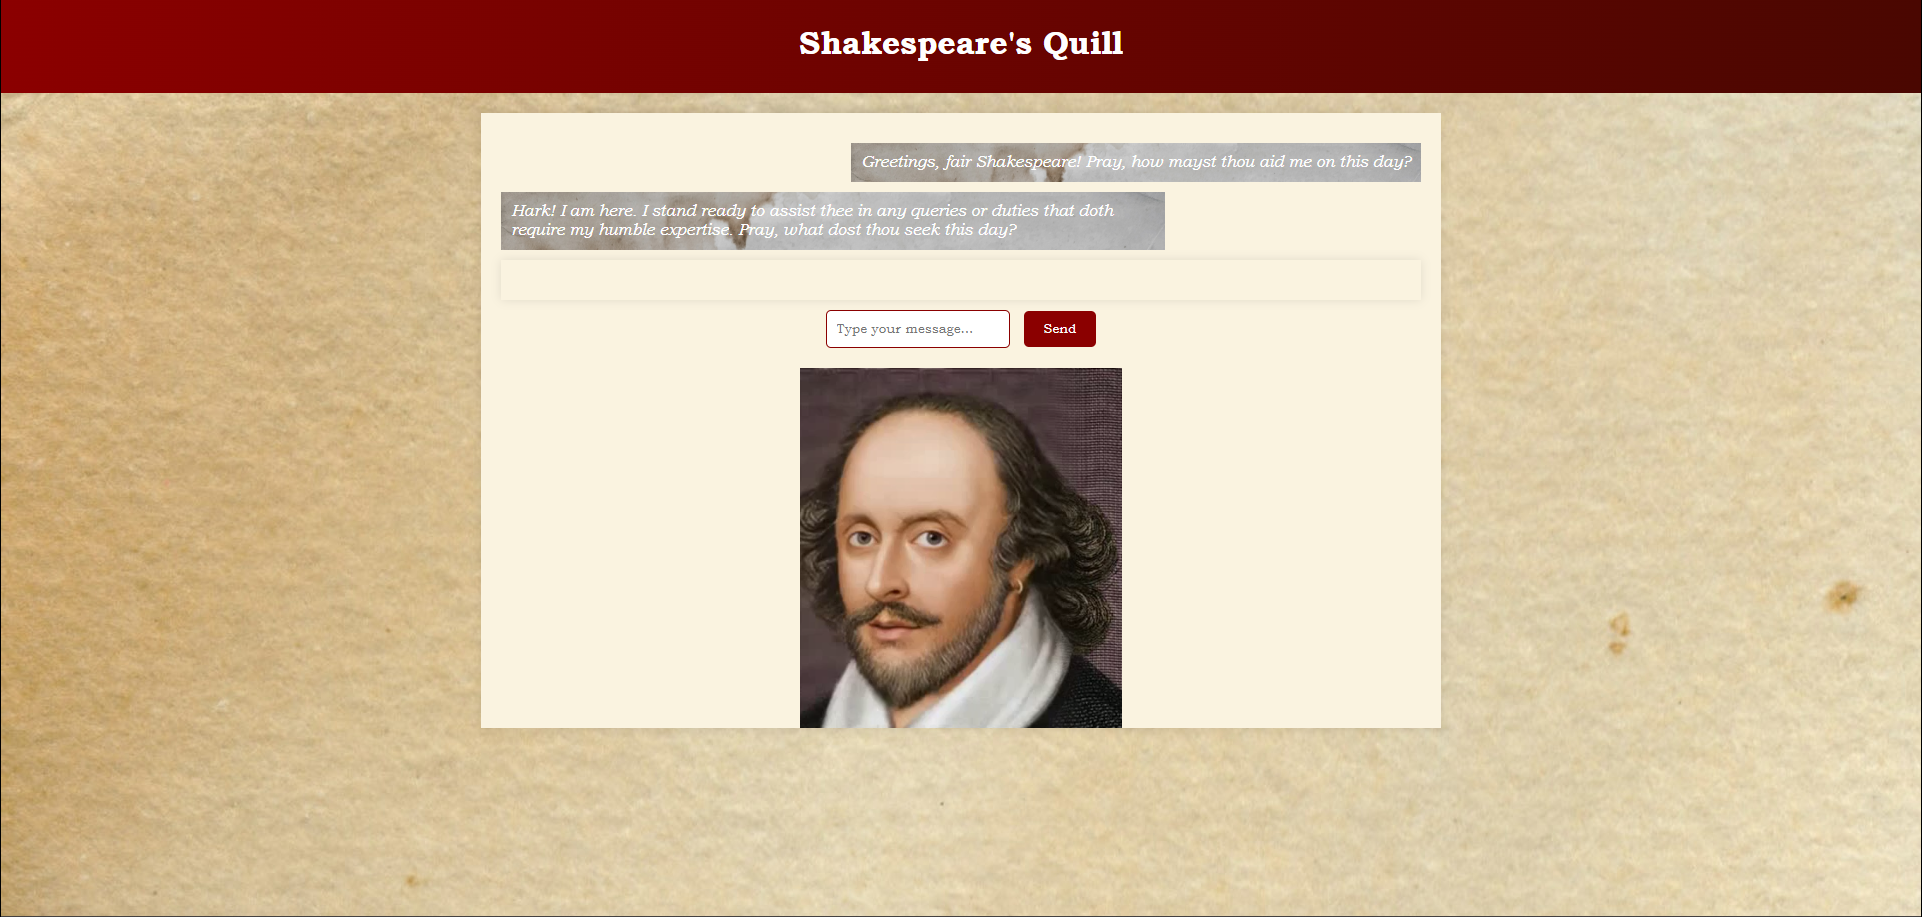 Shakespeare's Quill
Greetings, fair Shakespeare! Pray, how mayst thou aid me on this day?
Hark! I am here. I stand ready to assist thee in any queries or duties that doth
require my humble expertise. Pray, what dost thou seek this day?
Type your message...
Send